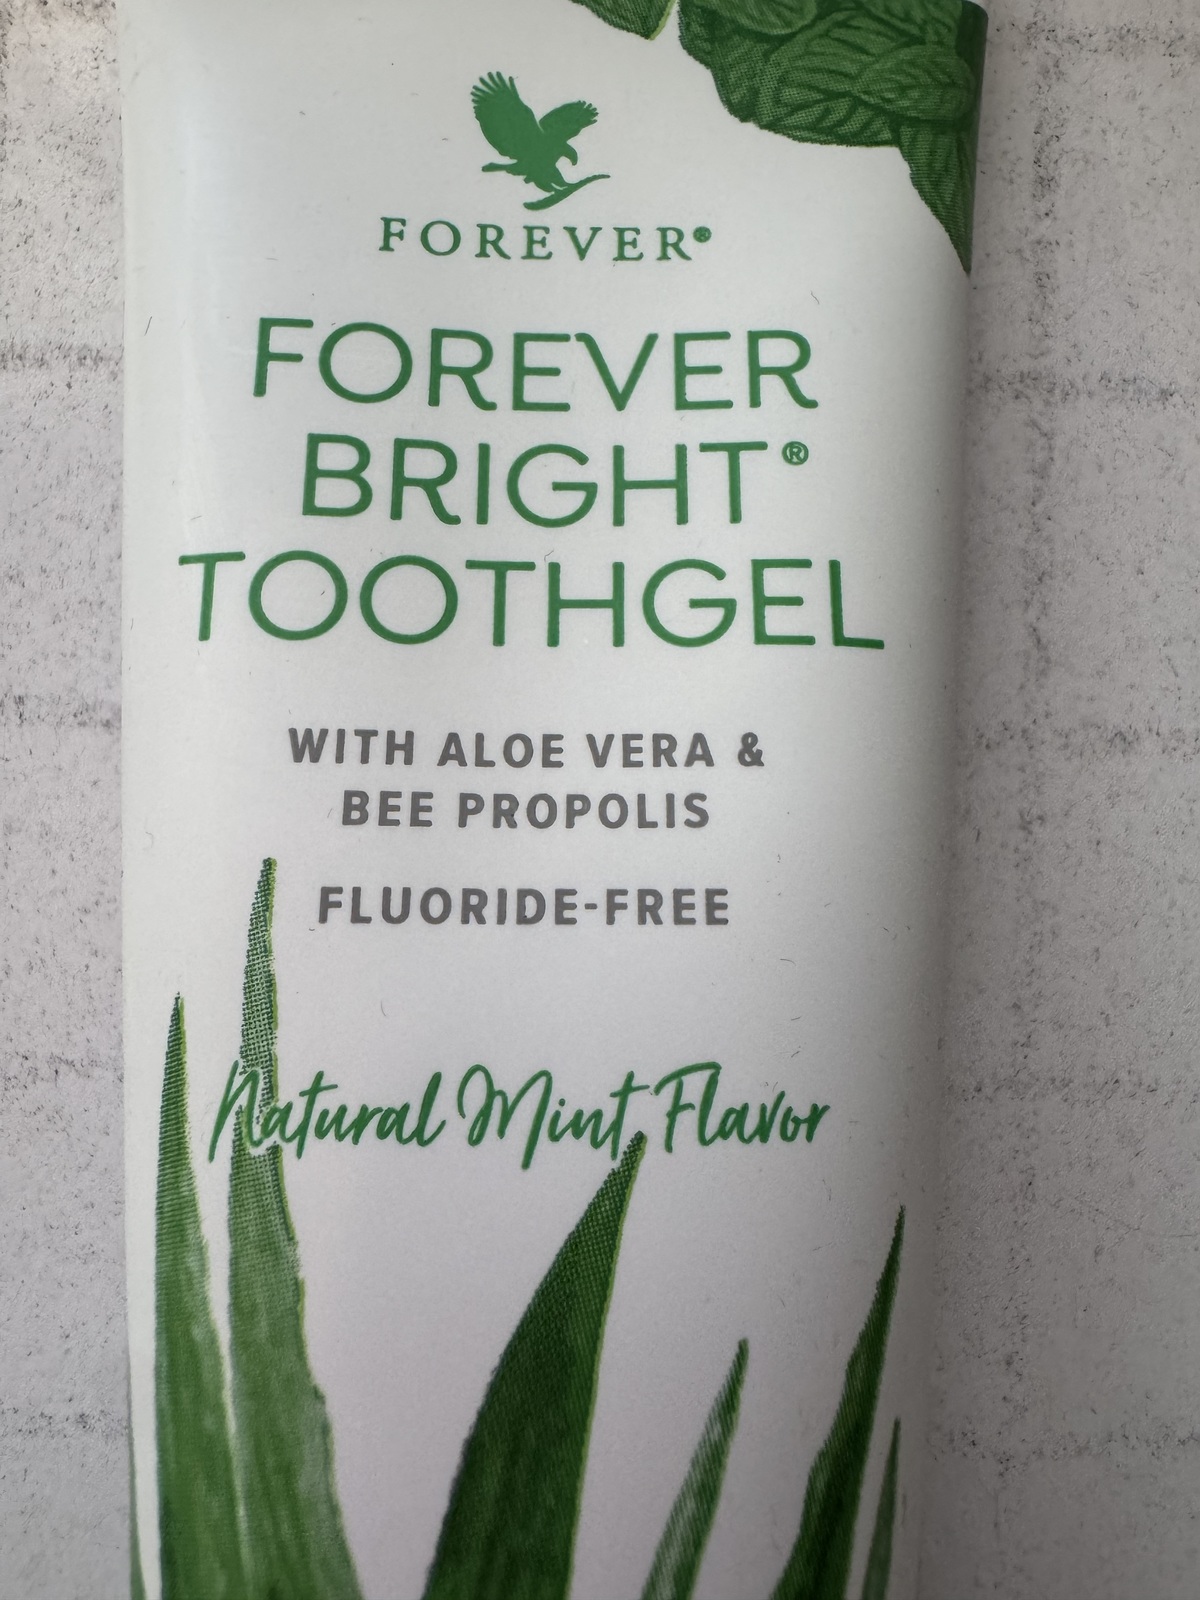 FOREVER®
FOREVER
BRIGHT®
TOOTHGEL
WITH ALOE VERA &
BEE PROPOLIS
FLUORIDE-FREE
Natural Mint Flavor